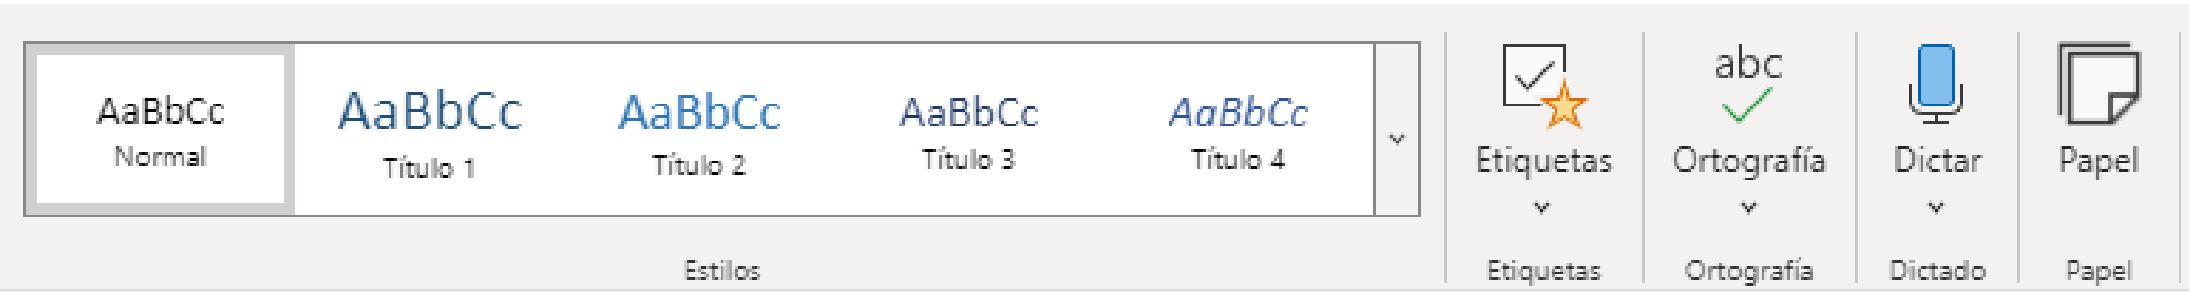 AaBbCc AaBbCc AaBbCc AaBbCc AaBbCc
Normal Título 1 Título 2 Título 3 Título 4
Estilos
abc
Etiquetas Ortografía Dictar Papel
Etiquetas Ortografía Dictado Papel